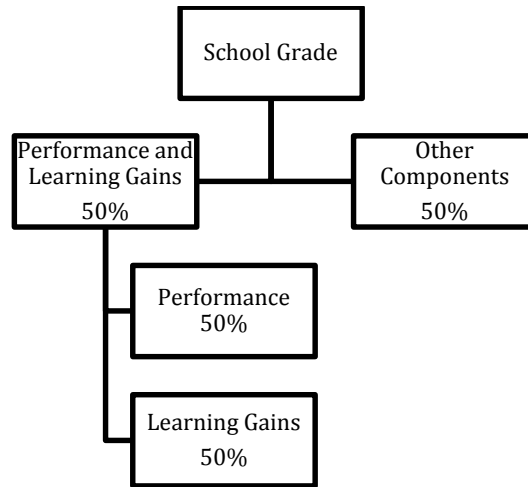 School Grade
Performance and
Learning Gains
50%
Other
Components
50%
Performance
50%
Learning Gains
50%